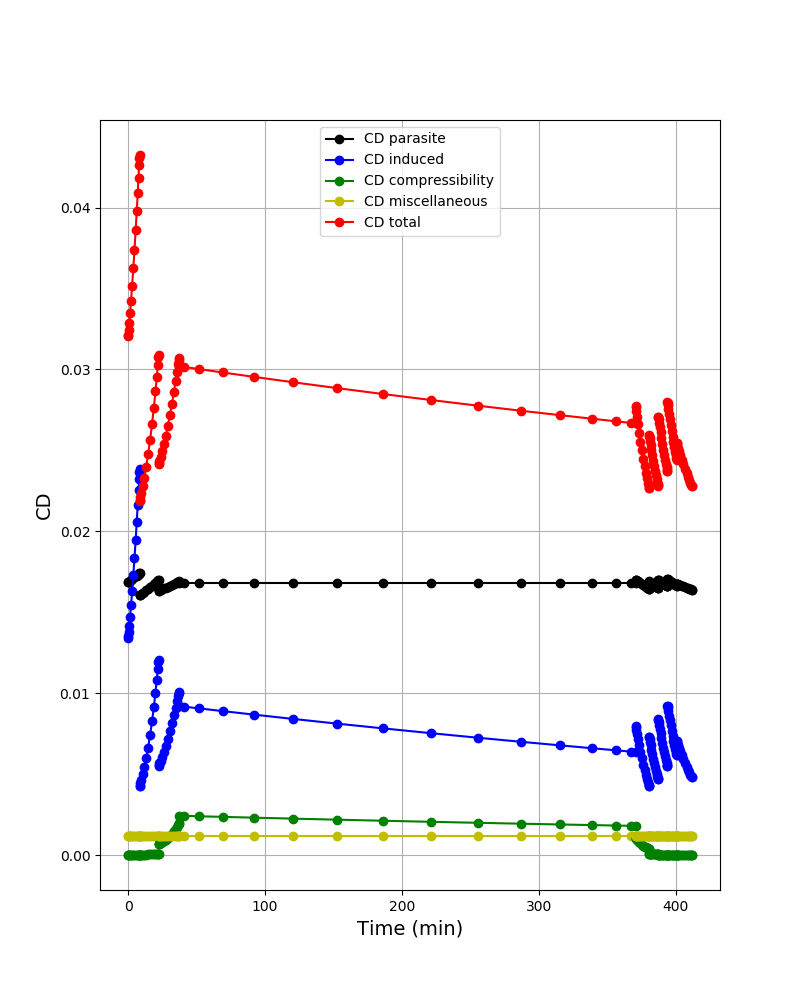 CD parasite
CD induced
CD compressibility
CD miscellaneous
CD total
0.04
0.03
0.02
0.01
0.00
CD
0 100 200 300 400
Time (min)